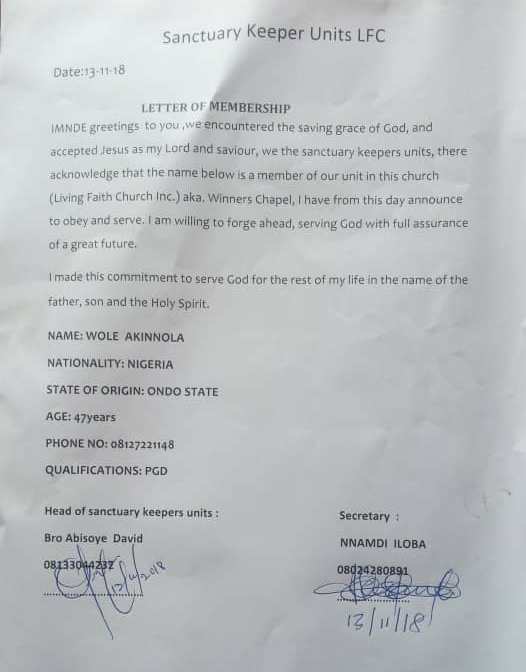 Sanctuary Keeper Units LFC
Date:13-11-18
LETTER OF MEMBERSHIP
IMNDE greetings to you ,we encountered the saving grace of God, and
accepted Jesus as my Lord and saviour, we the sanctuary keepers units, there
acknowledge that the name below is a member of our unit in this church
(Living Faith Church Inc.) aka. Winners Chapel, I have from this day announce
to obey and serve. I am willing to forge ahead, serving God with full assurance
of a great future.
I made this commitment to serve God for the rest of my life in the name of the
father, son and the Holy Spirit.
NAME: WOLE AKINNOLA
NATIONALITY: NIGERIA
STATE OF ORIGIN: ONDO STATE
AGE: 47years
PHONE NO: 08127221148
QUALIFICATIONS: PGD
Head of sanctuary keepers units :
Bro Abisoye David
08133044232
13/11/2018
Secretary :
NNAMDI ILOBA
08024280891
13/11/18